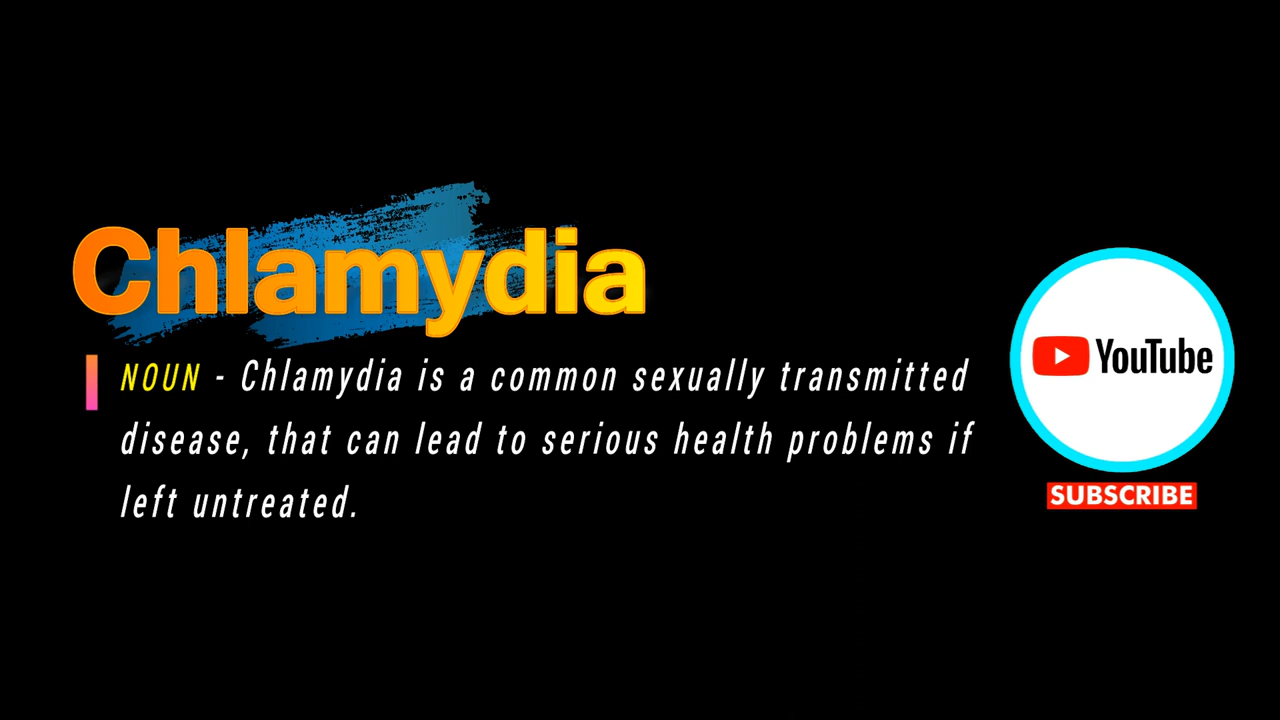 Chlamydia
NOUN - Chlamydia is a common sexually transmitted
disease, that can lead to serious health problems if
left untreated.
YouTube
SUBSCRIBE